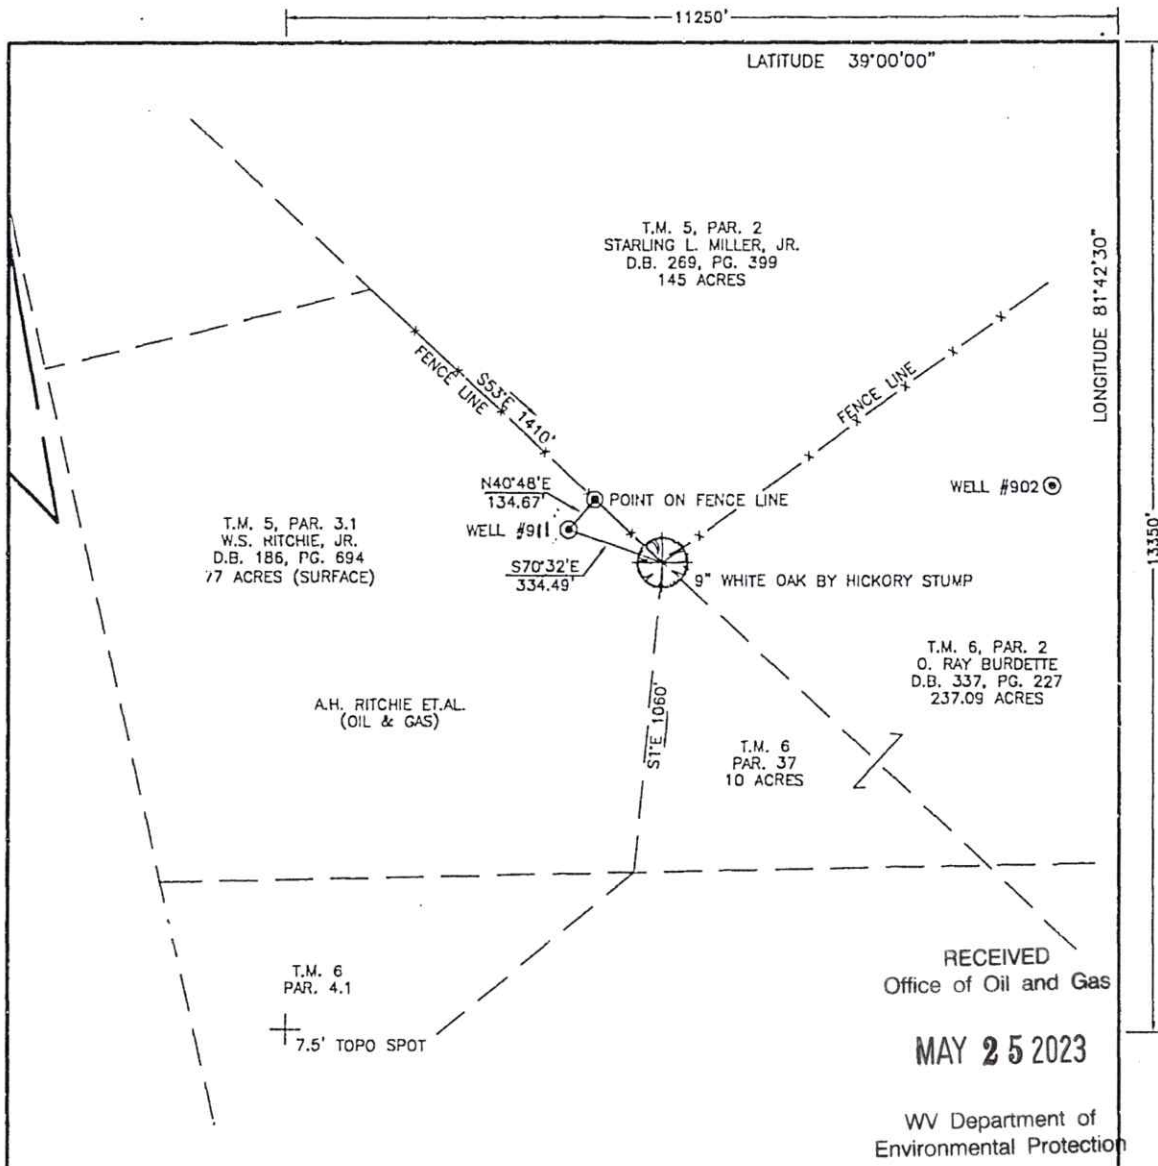 11250'
LATITUDE 39°00'00"
T.M. 5, PAR. 2
STARLING L. MILLER, JR.
D.B. 269, PG. 399
145 ACRES
LONGITUDE 81°42'30"
13350'
FENCE LINE
S53°E 1410'
FENCE LINE
N40°48'E
134.67'
POINT ON FENCE LINE
WELL #902
WELL #911
T.M. 5, PAR. 3.1
W.S. RITCHIE, JR.
D.B. 186, PG. 694
77 ACRES (SURFACE)
S70°32'E
334.49'
9" WHITE OAK BY HICKORY STUMP
T.M. 6, PAR. 2
O. RAY BURDETTE
D.B. 337, PG. 227
237.09 ACRES
A.H. RITCHIE ET.AL.
(OIL & GAS)
S1°E 1060'
T.M. 6
PAR. 37
10 ACRES
T.M. 6
PAR. 4.1
7.5' TOPO SPOT
RECEIVED
Office of Oil and Gas
MAY 25 2023
WV Department of
Environmental Protection